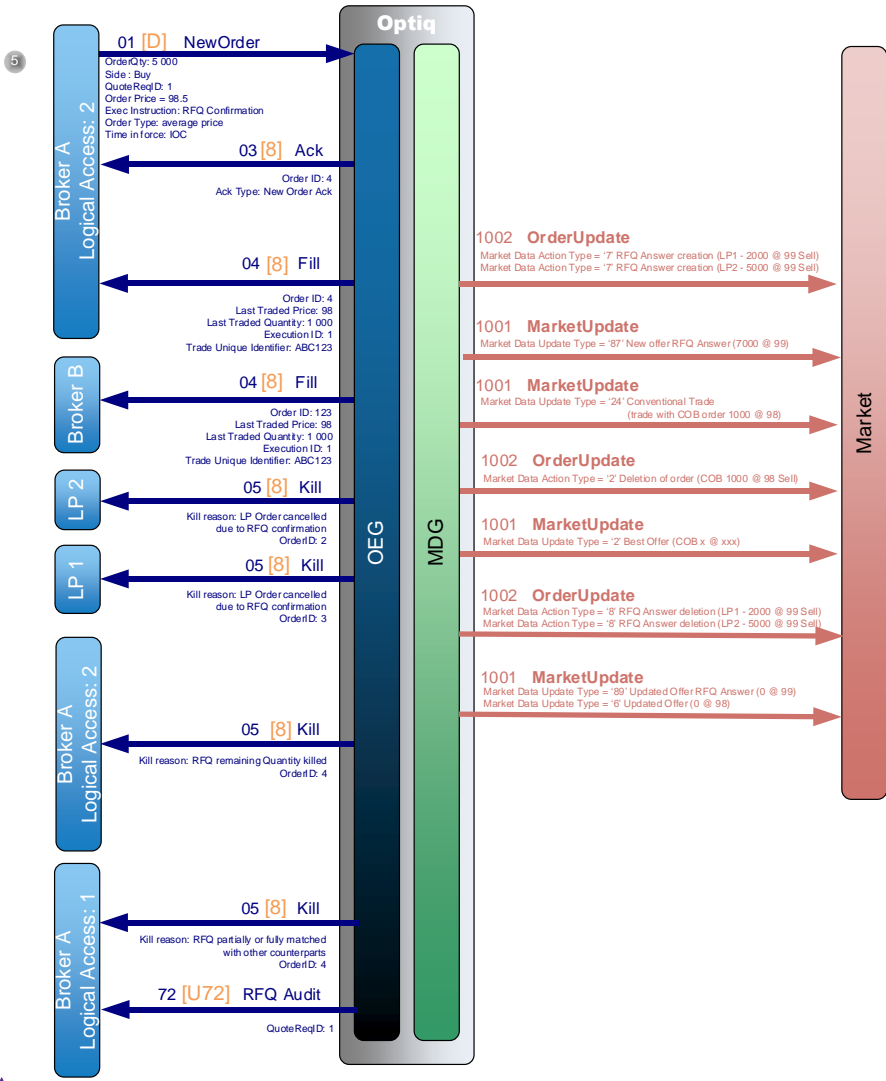 Optiq
5
Broker A
Logical Access: 2
01 [D] NewOrder
OrderQty: 5 000
Side : Buy
QuoteReqID: 1
Order Price = 98.5
Exec Instruction: RFQ Confirmation
Order Type: average price
Time in force: IOC
03 [8] Ack
Order ID: 4
Ack Type: New Order Ack
04 [8] Fill
Order ID: 4
Last Traded Price: 98
Last Traded Quantity: 1 000
Execution ID: 1
Trade Unique Identifier: ABC123
Broker B
04 [8] Fill
Order ID: 123
Last Traded Price: 98
Last Traded Quantity: 1 000
Execution ID: 1
Trade Unique Identifier: ABC123
LP 2
05 [8] Kill
Kill reason: LP Order cancelled
due to RFQ confirmation
OrderID: 2
LP 1
05 [8] Kill
Kill reason: LP Order cancelled
due to RFQ confirmation
OrderID: 3
Broker A
Logical Access: 2
05 [8] Kill
Kill reason: RFQ remaining Quantity killed
OrderID: 4
Broker A
Logical Access: 1
05 [8] Kill
Kill reason: RFQ partially or fully matched
with other counterparts
OrderID: 4
72 [U72] RFQ Audit
QuoteReqID: 1
OEG
MDG
1002 OrderUpdate
Market Data Action Type = ‘7’ RFQ Answer creation (LP1 - 2000 @ 99 Sell)
Market Data Action Type = ‘7’ RFQ Answer creation (LP2 - 5000 @ 99 Sell)
1001 MarketUpdate
Market Data Update Type = ‘87’ New offer RFQ Answer (7000 @ 99)
1001 MarketUpdate
Market Data Update Type = ‘24’ Conventional Trade
(trade with COB order 1000 @ 98)
1002 OrderUpdate
Market Data Action Type = ‘2’ Deletion of order (COB 1000 @ 98 Sell)
1001 MarketUpdate
Market Data Update Type = ‘2’ Best Offer (COB x @ xxx)
1002 OrderUpdate
Market Data Action Type = ‘8’ RFQ Answer deletion (LP1 - 2000 @ 99 Sell)
Market Data Action Type = ‘8’ RFQ Answer deletion (LP2 - 5000 @ 99 Sell)
1001 MarketUpdate
Market Data Update Type = ‘89’ Updated Offer RFQ Answer (0 @ 99)
Market Data Update Type = ‘6’ Updated Offer (0 @ 98)
Market